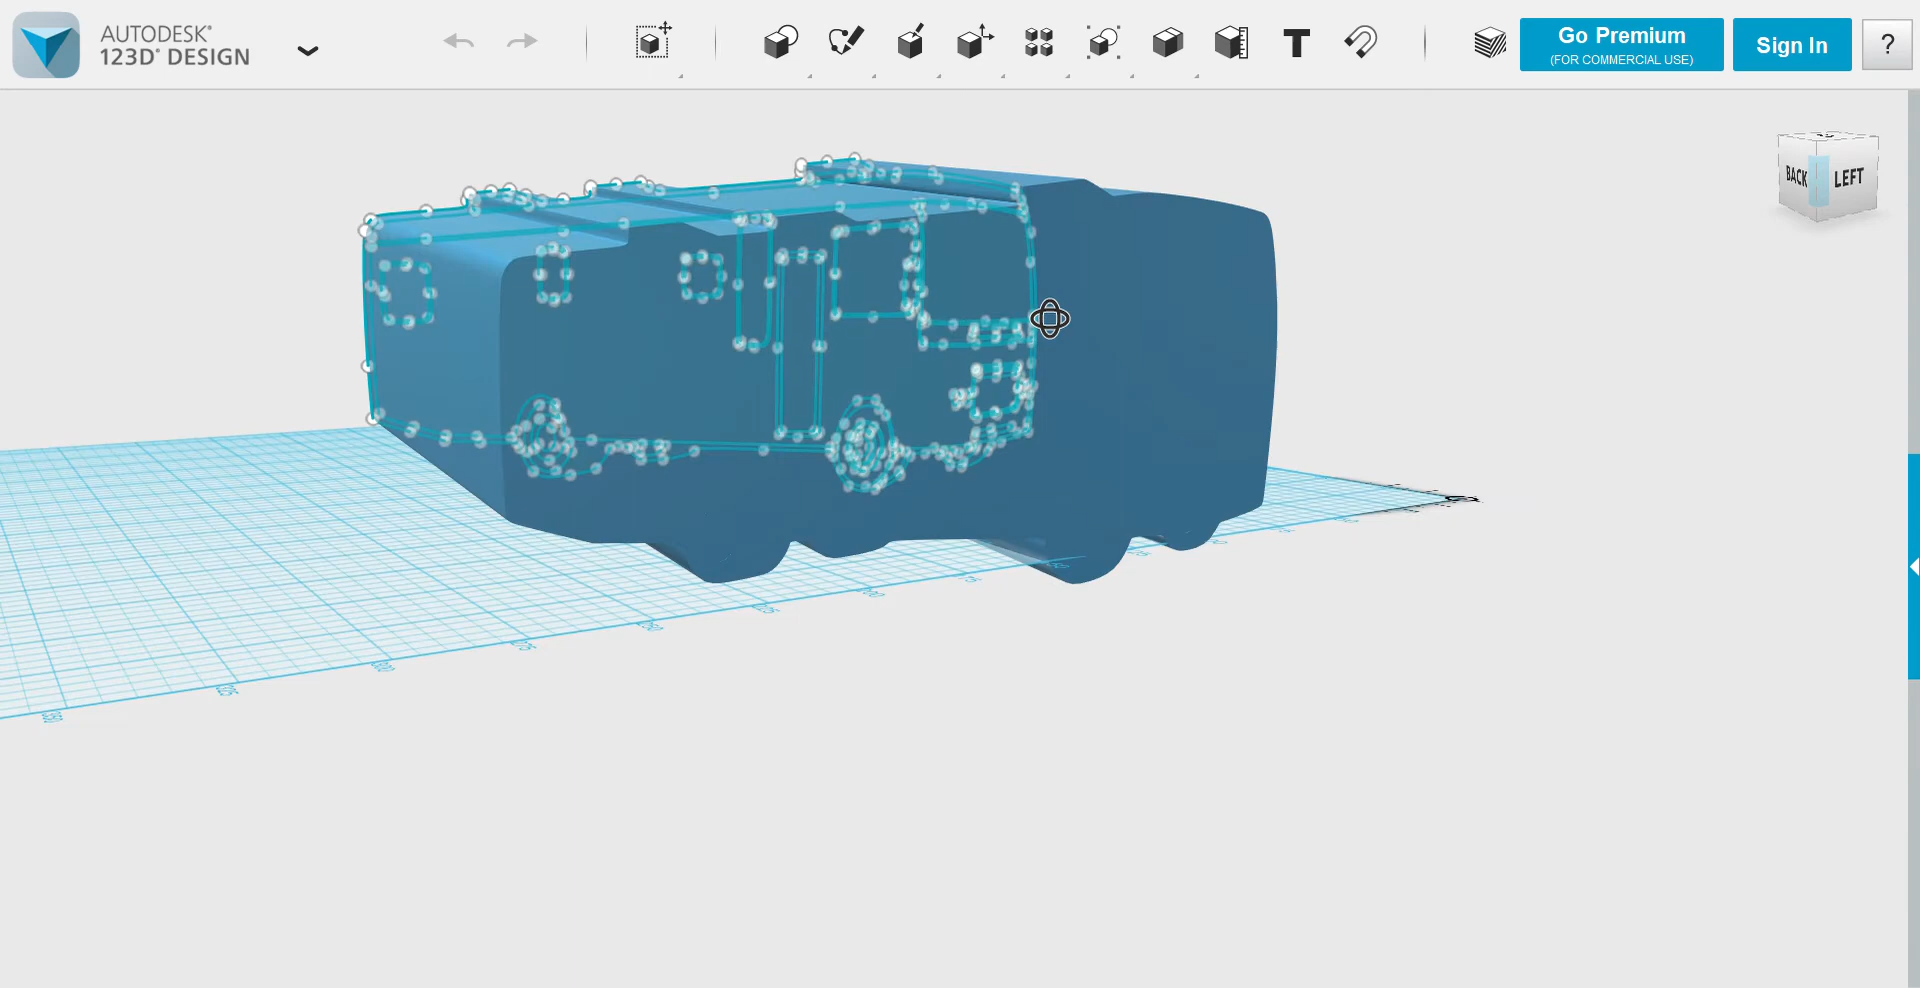 AUTODESK®
123D® DESIGN
Go Premium
(FOR COMMERCIAL USE)
Sign In
?
BACK
LEFT